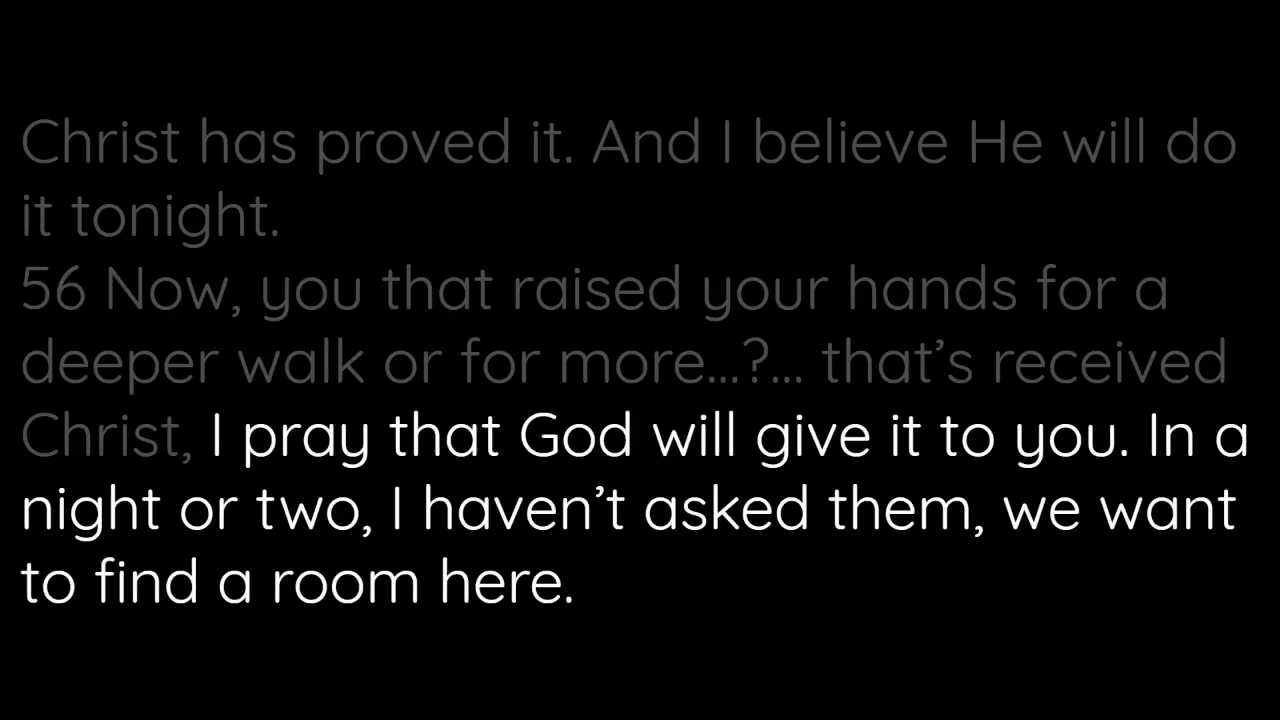 Christ has proved it. And I believe He will do
it tonight.
56 Now, you that raised your hands for a
deeper walk or for more...?... that’s received
Christ, I pray that God will give it to you. In a
night or two, I haven’t asked them, we want
to find a room here.